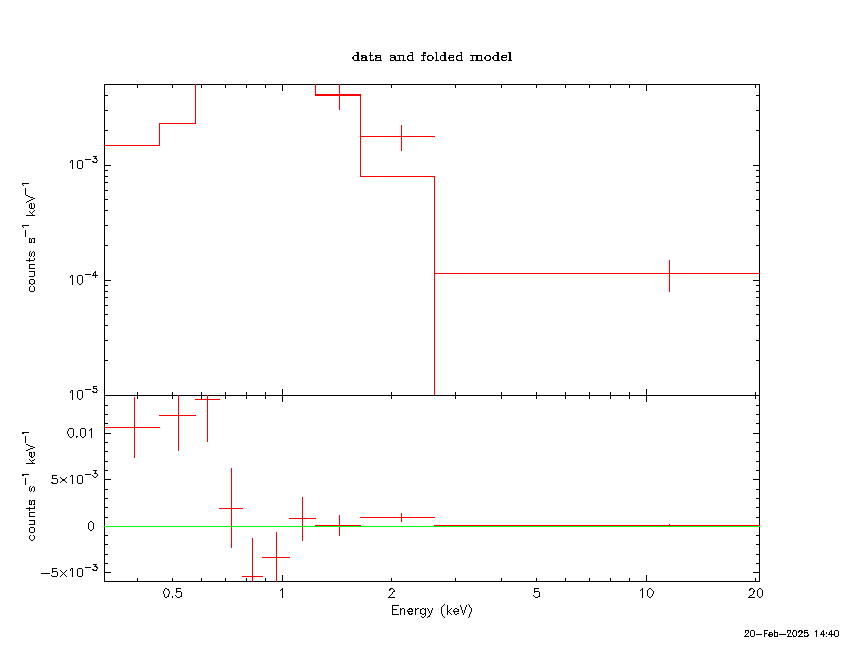 data and folded model
counts s⁻¹ keV⁻¹
10⁻³
10⁻⁴
10⁻⁵
counts s⁻¹ keV⁻¹
0.01
5×10⁻³
0
−5×10⁻³
0.5 1 2 5 10 20
Energy (keV)
20−Feb−2025 14:40